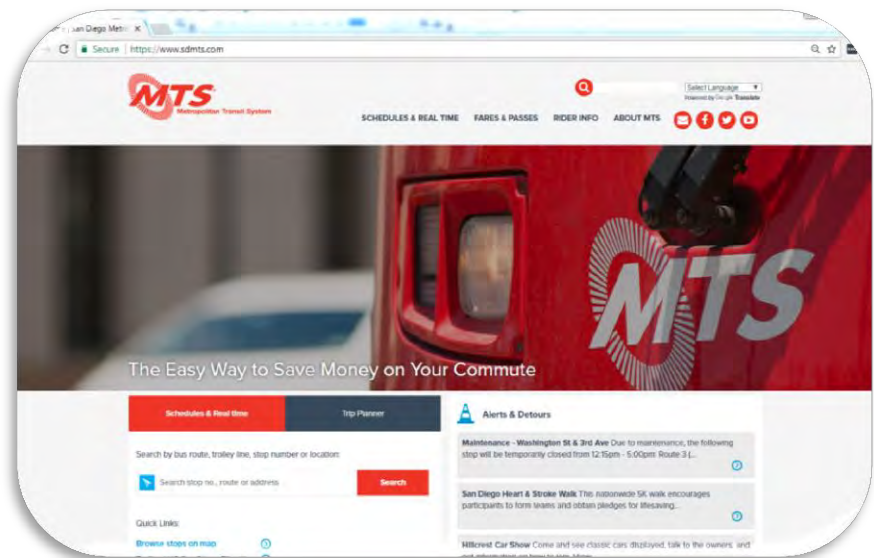 San Diego Metro
Secure https://www.sdmts.com
MTS
Metropolitan Transit System
Select Language
Powered by Translate
SCHEDULES & REAL TIME FARES & PASSES RIDER INFO ABOUT MTS
MTS
The Easy Way to Save Money on Your Commute
Schedules & Real time Trip Planner
Search by bus route, trolley line, stop number or location:
Search stop no., route or address Search
Quick Links:
Browse stops on map
Alerts & Detours
Maintenance - Washington St & 3rd Ave Due to maintenance, the following
stop will be temporarily closed from 12:15pm - 5:00pm: Route 3 [...
San Diego Heart & Stroke Walk This nationwide 5K walk encourages
participants to form teams and obtain pledges for lifesaving...
Hillcrest Car Show Come and see classic cars displayed, talk to the owners, and